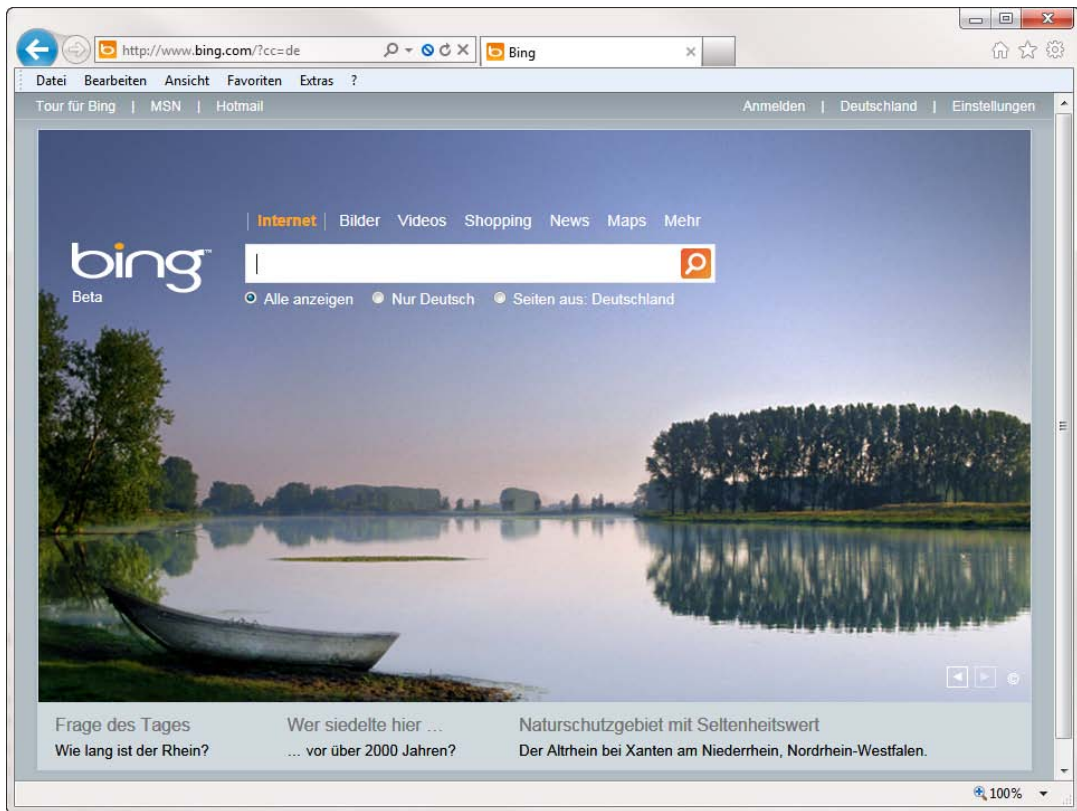 http://www.bing.com/?cc=de
Bing
Datei Bearbeiten Ansicht Favoriten Extras ?
Tour für Bing | MSN | Hotmail Anmelden | Deutschland | Einstellungen
Internet | Bilder Videos Shopping News Maps Mehr
bing™
Beta
Alle anzeigen Nur Deutsch Seiten aus: Deutschland
©
Frage des Tages Wer siedelte hier ... Naturschutzgebiet mit Seltenheitswert
Wie lang ist der Rhein? ... vor über 2000 Jahren? Der Altrhein bei Xanten am Niederrhein, Nordrhein-Westfalen.
100%